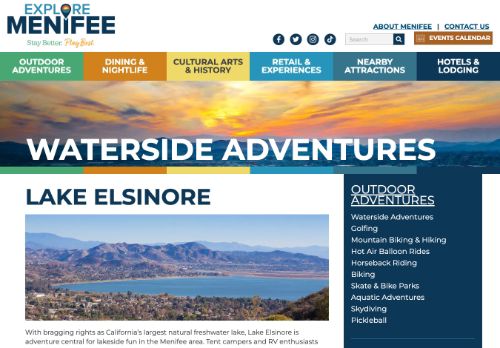 EXPLORE
MENIFEE
Stay Better. Play Best.
ABOUT MENIFEE | CONTACT US
Search
EVENTS CALENDAR
OUTDOOR ADVENTURES
DINING & NIGHTLIFE
CULTURAL ARTS & HISTORY
RETAIL & EXPERIENCES
NEARBY ATTRACTIONS
HOTELS & LODGING
WATERSIDE ADVENTURES
LAKE ELSINORE
With bragging rights as California's largest natural freshwater lake, Lake Elsinore is
adventure central for lakeside fun in the Menifee area. Tent campers and RV enthusiasts
OUTDOOR
ADVENTURES
Waterside Adventures
Golfing
Mountain Biking & Hiking
Hot Air Balloon Rides
Horseback Riding
Biking
Skate & Bike Parks
Aquatic Adventures
Skydiving
Pickleball